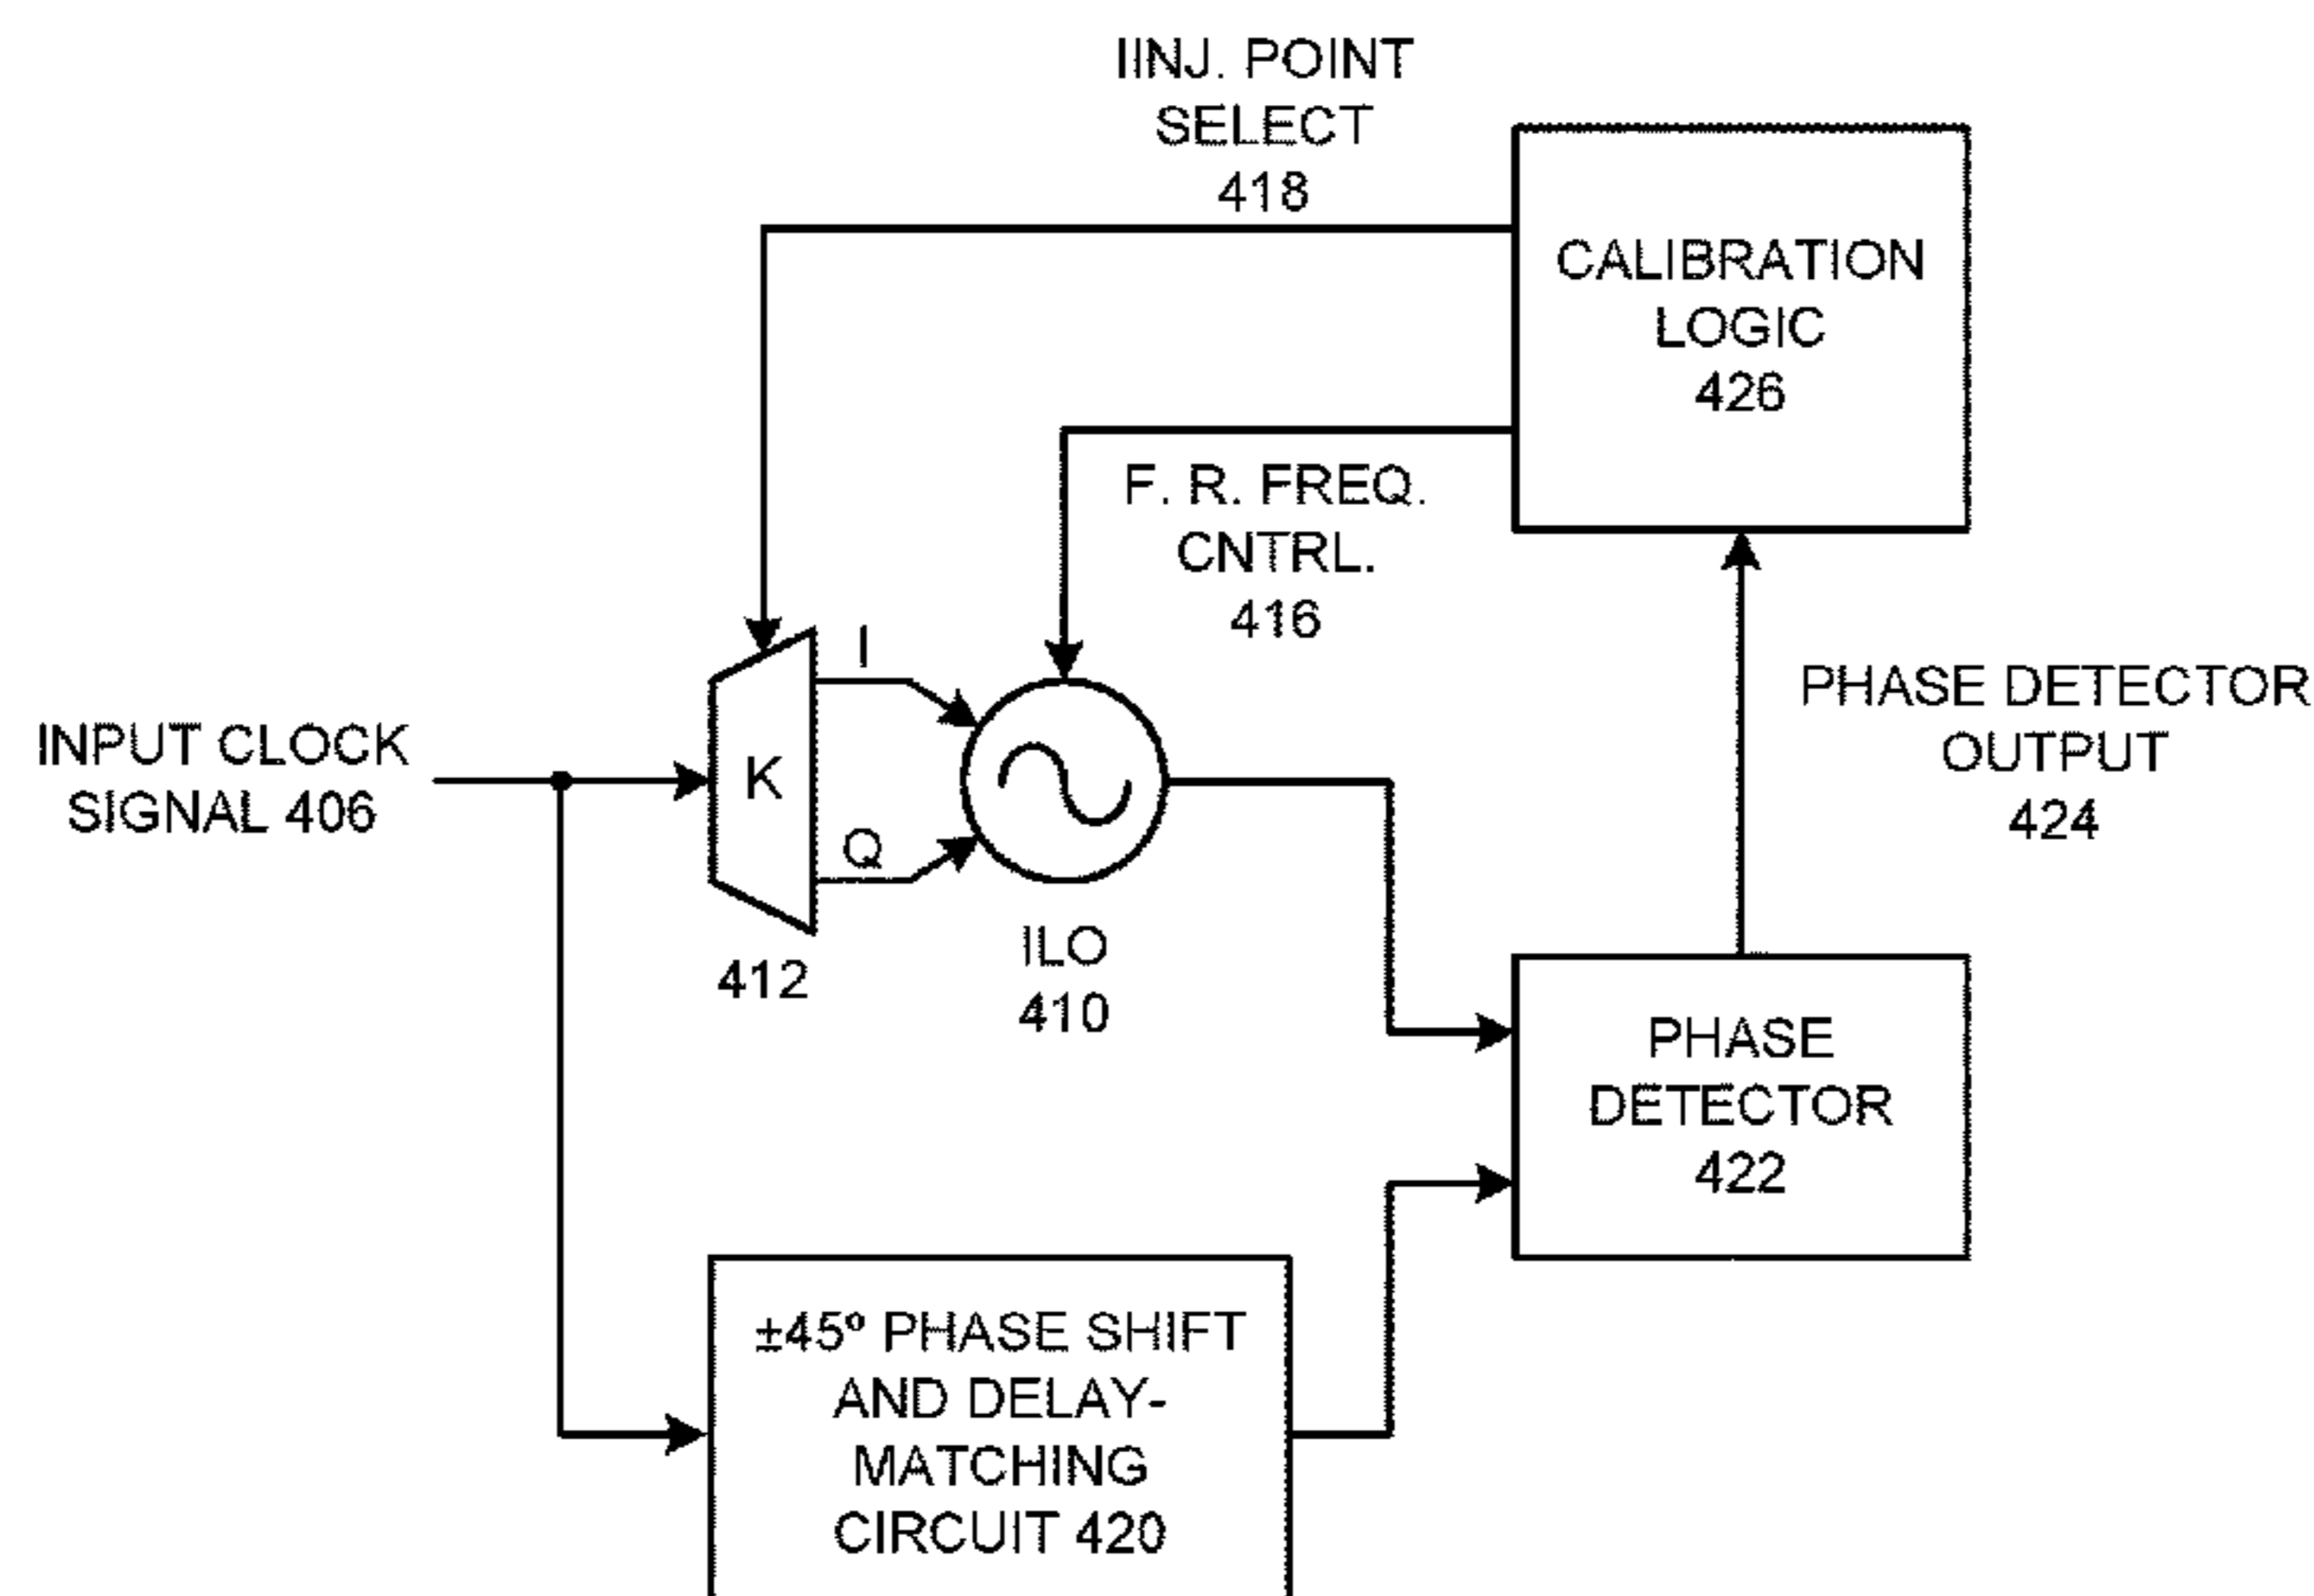 IINJ. POINT
SELECT
418
CALIBRATION
LOGIC
426
F. R. FREQ.
CNTRL.
416
I
PHASE DETECTOR
OUTPUT
424
INPUT CLOCK
SIGNAL 406
K
Q
412
ILO
410
PHASE
DETECTOR
422
±45º PHASE SHIFT
AND DELAY-
MATCHING
CIRCUIT 420